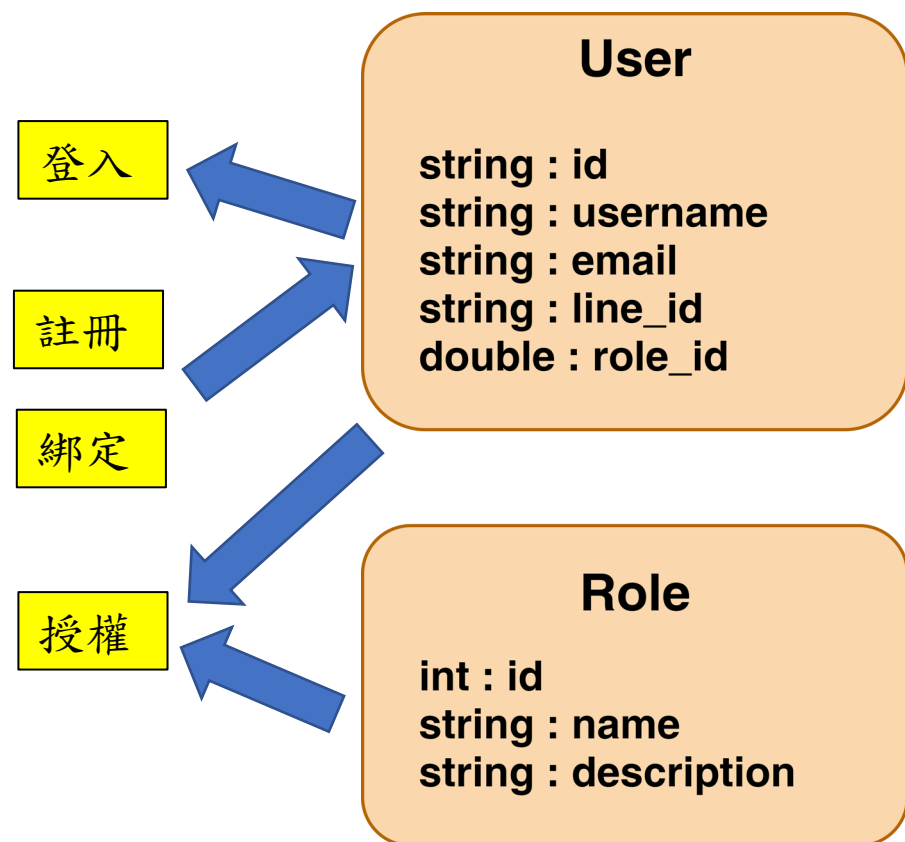 登入
註冊
綁定
授權
User
string : id
string : username
string : email
string : line_id
double : role_id
Role
int : id
string : name
string : description